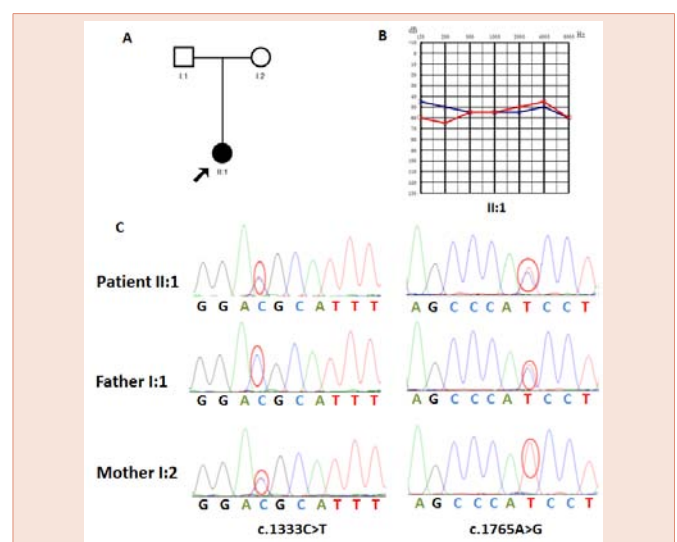 A
B
dB
Hz
I:1
I:2
II:1
II:1
C
Patient II:1
G G A C G C A T T T
A G C C C A T C C T
Father I:1
G G A C G C A T T T
A G C C C A T C C T
Mother I:2
G G A C G C A T T T
A G C C C A T C C T
c.1333C>T
c.1765A>G